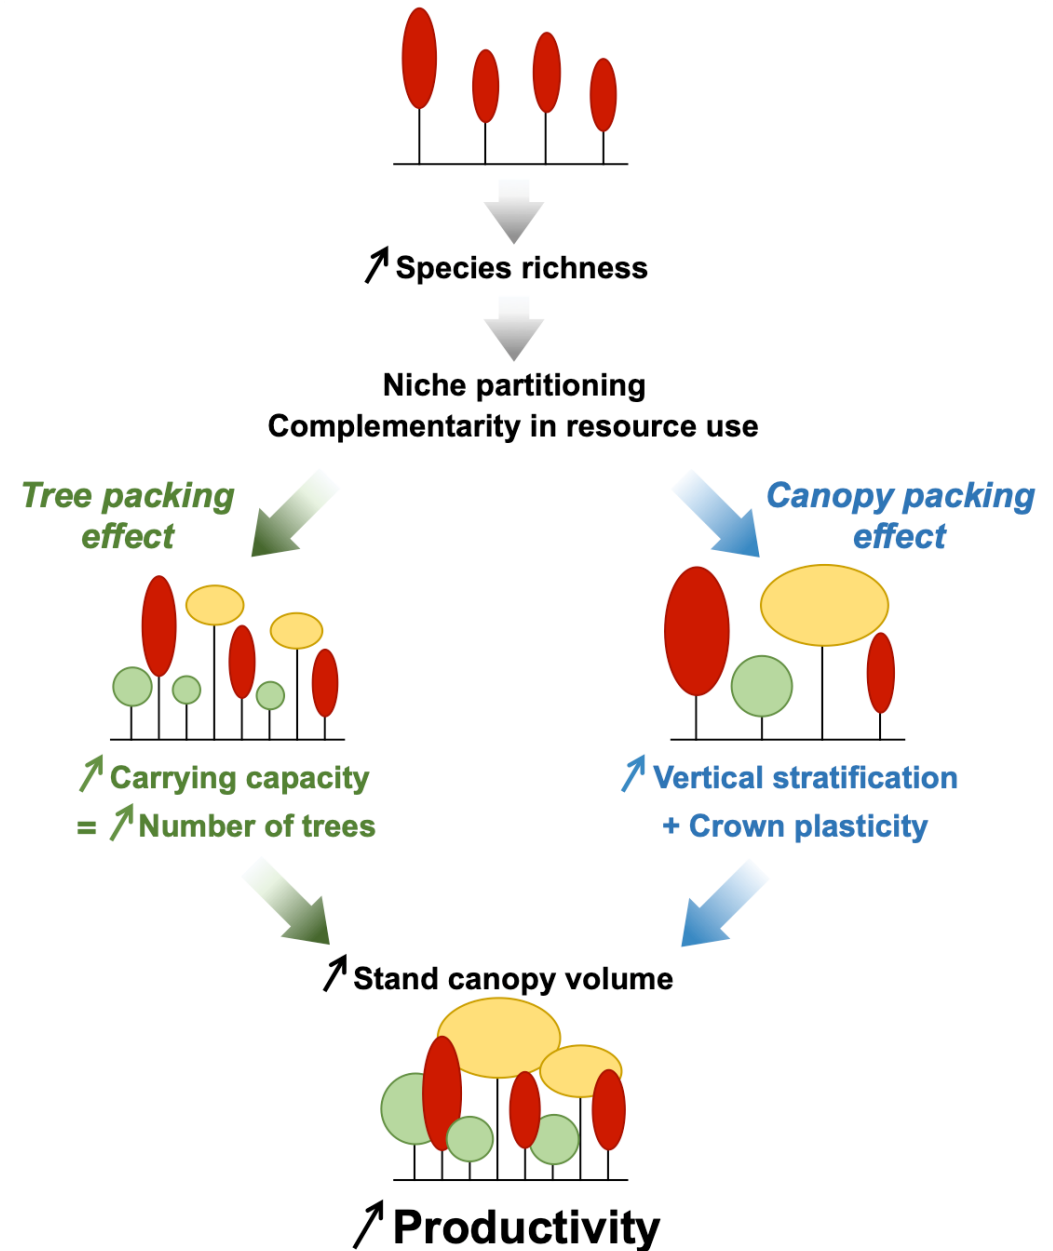 Species richness
Niche partitioning
Complementarity in resource use
Tree packing
effect
Canopy packing
effect
Carrying capacity
= Number of trees
Vertical stratification
+ Crown plasticity
Stand canopy volume
Productivity